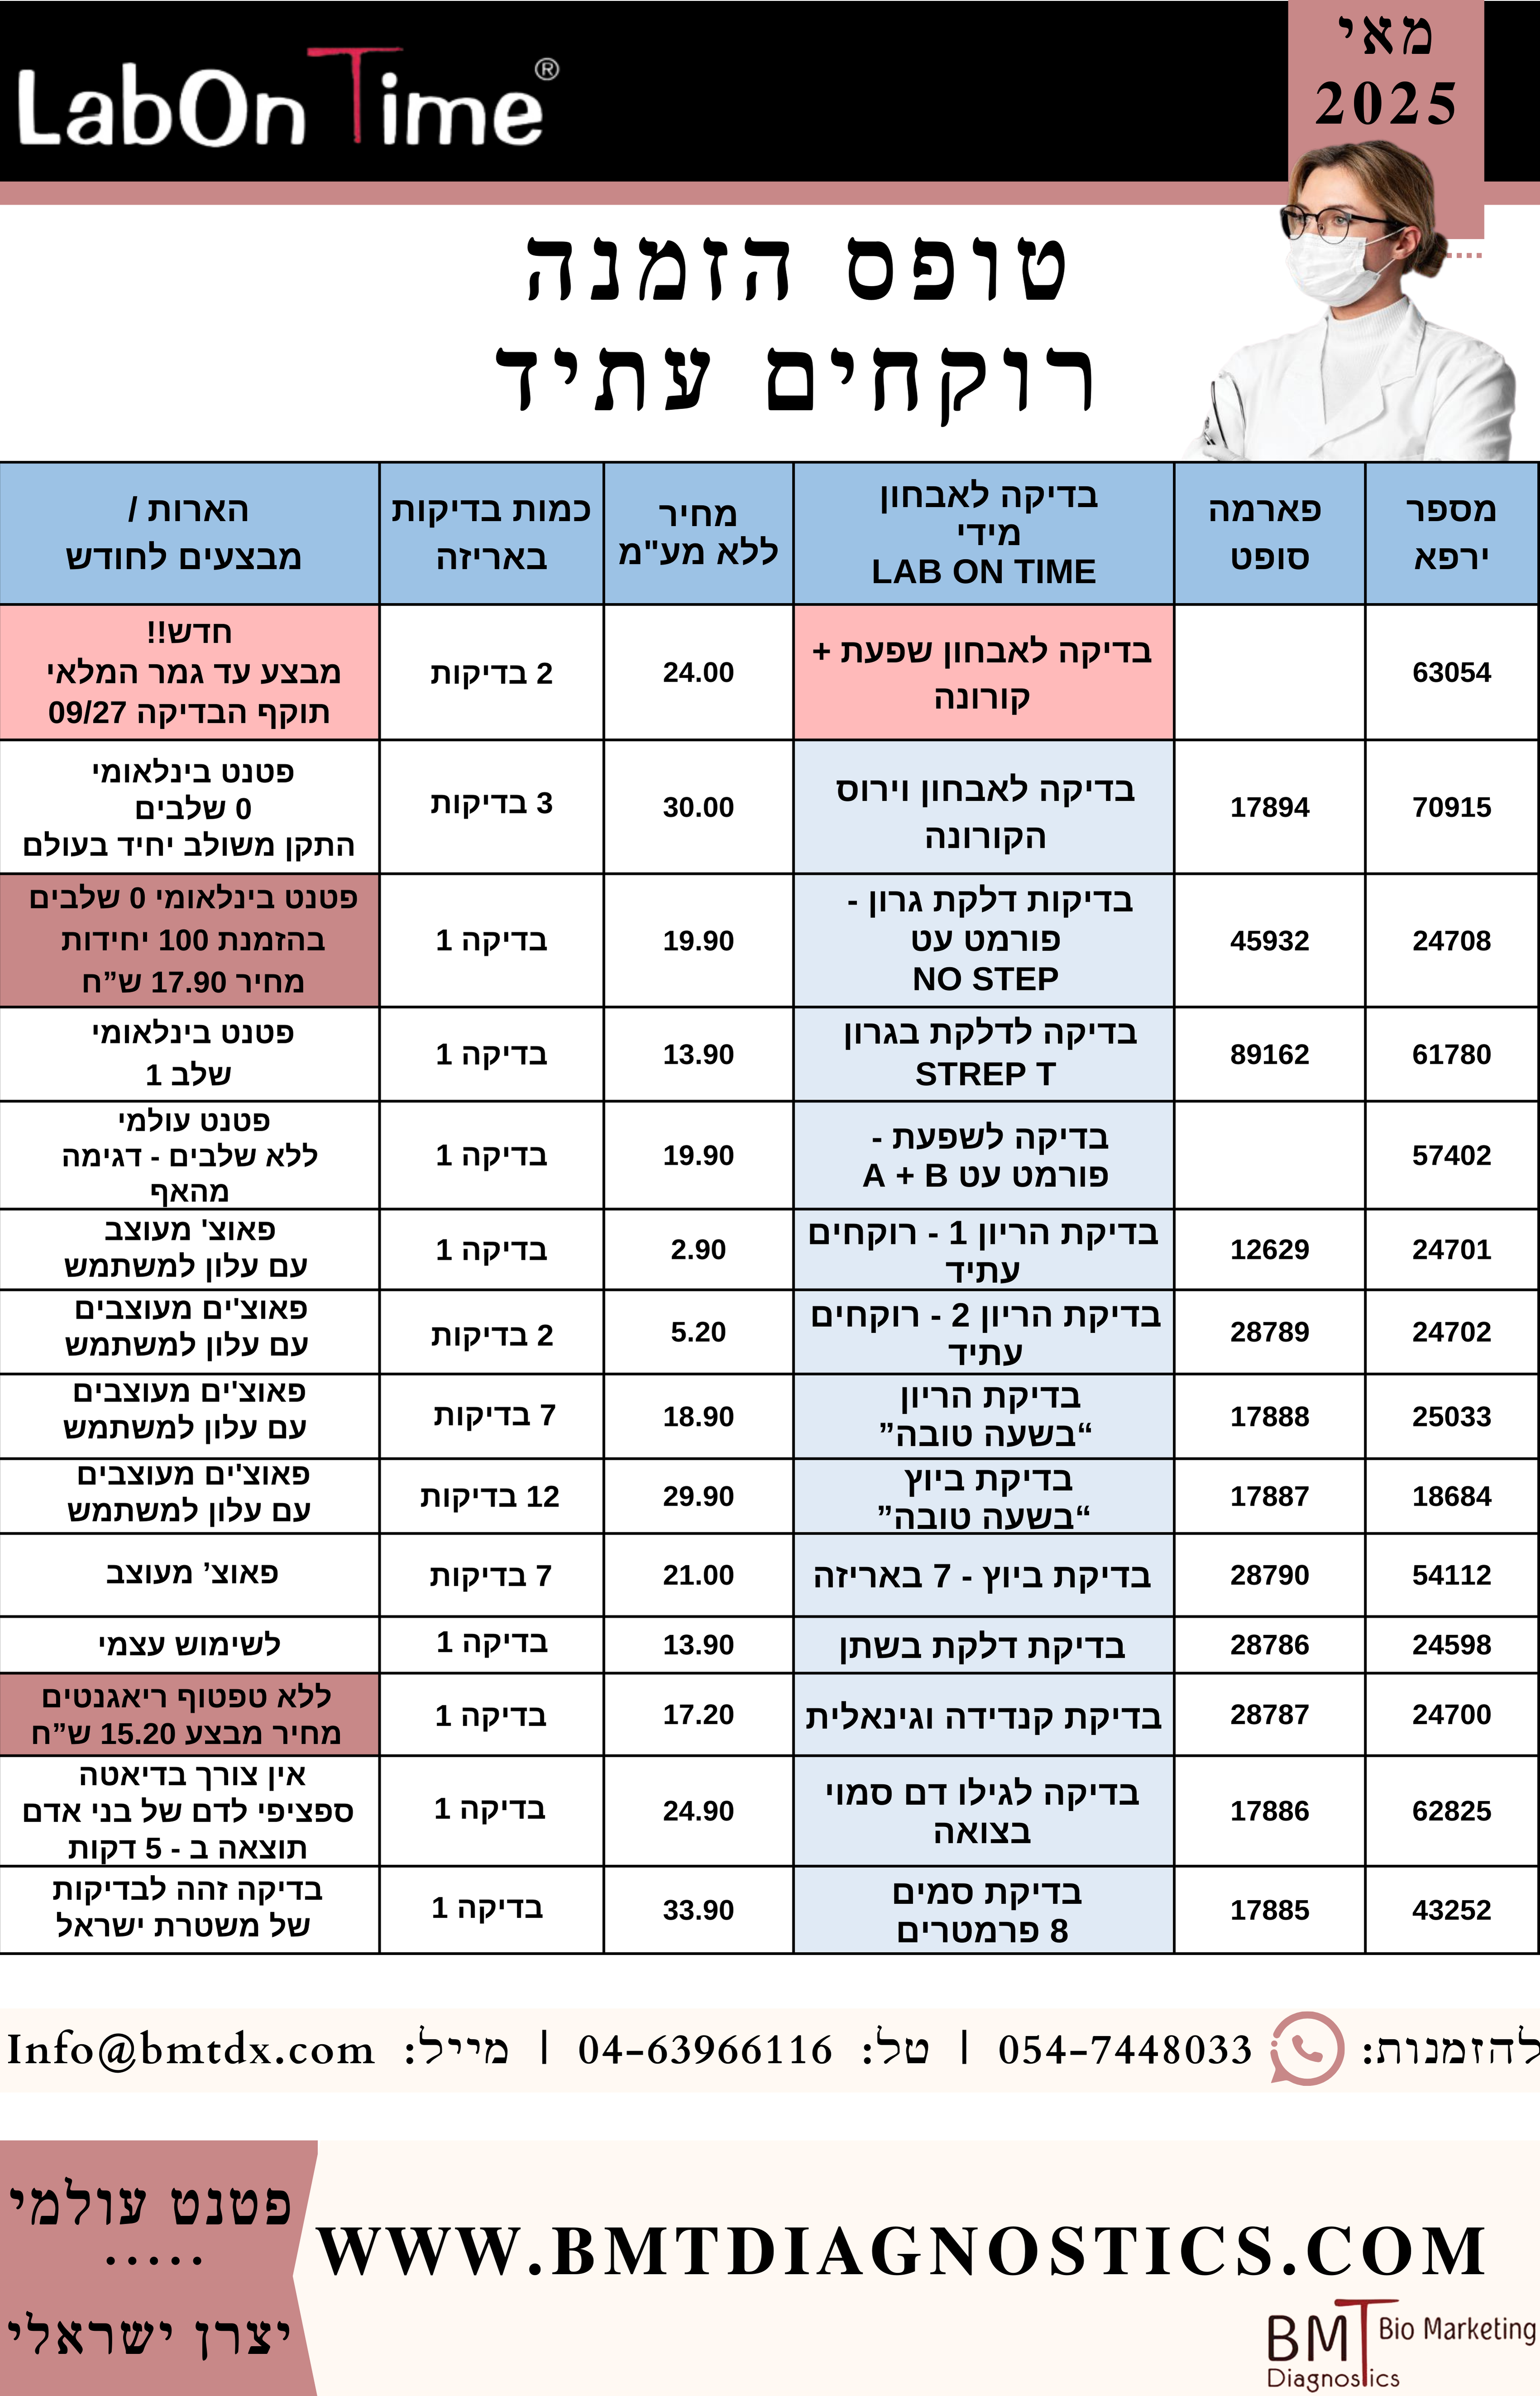 LabOn Time®
מאי
2025
טופס הזמנה
רוקחים עתיד
מספר
ירפא
פארמה
סופט
בדיקה לאבחון
מידי
LAB ON TIME
מחיר
ללא מע"מ
כמות בדיקות
באריזה
הארות /
מבצעים לחודש
63054
בדיקה לאבחון שפעת +
קורונה
24.00
2 בדיקות
חדש!!
מבצע עד גמר המלאי
תוקף הבדיקה 09/27
70915
17894
בדיקה לאבחון וירוס
הקורונה
30.00
3 בדיקות
פטנט בינלאומי
0 שלבים
התקן משולב יחיד בעולם
24708
45932
בדיקות דלקת גרון -
פורמט עט
NO STEP
19.90
בדיקה 1
פטנט בינלאומי 0 שלבים
בהזמנת 100 יחידות
מחיר 17.90 ש”ח
61780
89162
בדיקה לדלקת בגרון
STREP T
13.90
בדיקה 1
פטנט בינלאומי
שלב 1
57402
בדיקה לשפעת -
פורמט עט A + B
19.90
בדיקה 1
פטנט עולמי
ללא שלבים - דגימה
מהאף
24701
12629
בדיקת הריון 1 - רוקחים
עתיד
2.90
בדיקה 1
פאוצ' מעוצב
עם עלון למשתמש
24702
28789
בדיקת הריון 2 - רוקחים
עתיד
5.20
2 בדיקות
פאוצ'ים מעוצבים
עם עלון למשתמש
25033
17888
בדיקת הריון
“בשעה טובה”
18.90
7 בדיקות
פאוצ'ים מעוצבים
עם עלון למשתמש
18684
17887
בדיקת ביוץ
“בשעה טובה”
29.90
12 בדיקות
פאוצ'ים מעוצבים
עם עלון למשתמש
54112
28790
בדיקת ביוץ - 7 באריזה
21.00
7 בדיקות
פאוצ’ מעוצב
24598
28786
בדיקת דלקת בשתן
13.90
בדיקה 1
לשימוש עצמי
24700
28787
בדיקת קנדידה וגינאלית
17.20
בדיקה 1
ללא טפטוף ריאגנטים
מחיר מבצע 15.20 ש”ח
62825
17886
בדיקה לגילו דם סמוי
בצואה
24.90
בדיקה 1
אין צורך בדיאטה
ספציפי לדם של בני אדם
תוצאה ב - 5 דקות
43252
17885
בדיקת סמים
8 פרמטרים
33.90
בדיקה 1
בדיקה זהה לבדיקות
של משטרת ישראל
להזמנות: 054-7448033 | טל: 04-63966116 | מייל: Info@bmtdx.com
פטנט עולמי
.....
יצרן ישראלי
WWW.BMTDIAGNOSTICS.COM
BMT Bio Marketing
Diagnostics